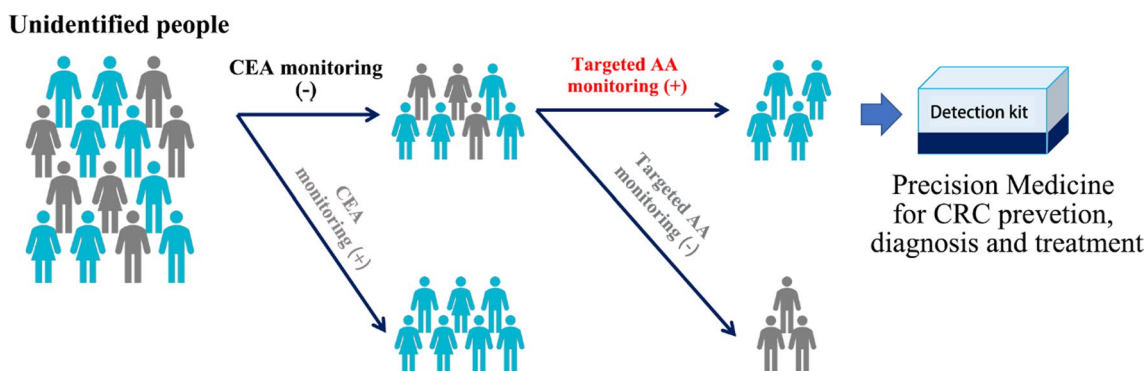 Unidentified people
CEA monitoring
(-)
CEA
monitoring (+)
Targeted AA
monitoring (+)
Targeted AA
monitoring (-)
Detection kit
Precision Medicine
for CRC prevetion,
diagnosis and treatment